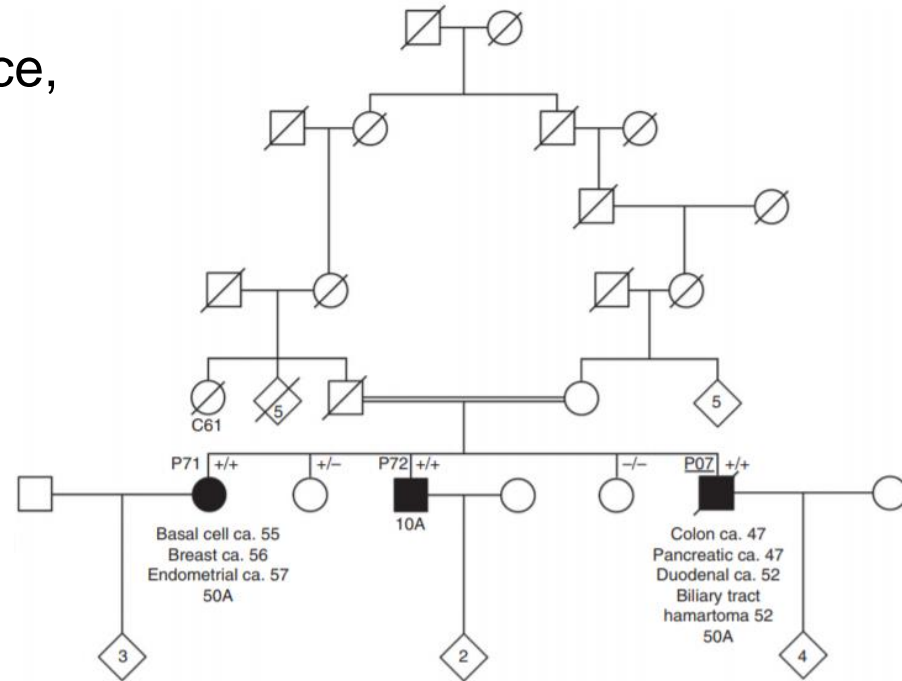 ce,
5
C61
5
P71 +/+
+/–
P72 +/+
–/–
P07 +/+
10A
Basal cell ca. 55
Breast ca. 56
Endometrial ca. 57
50A
Colon ca. 47
Pancreatic ca. 47
Duodenal ca. 52
Biliary tract
hamartoma 52
50A
3
2
4